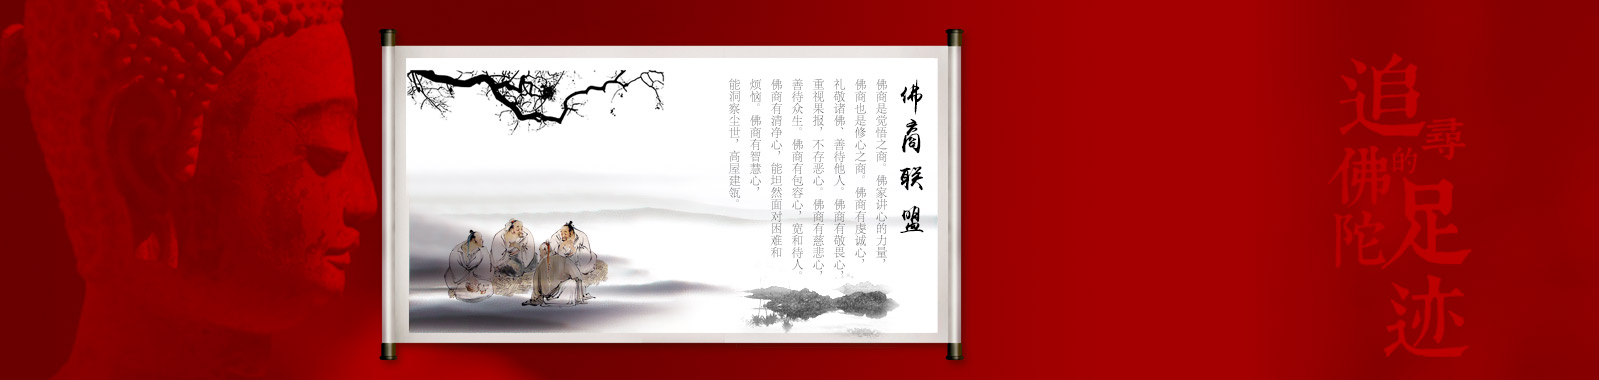 佛商联盟
佛商是觉悟之商。佛家讲心的力量，
佛商也是修心之商。佛商有虔诚心，
礼敬诸佛、善待他人。佛商有敬畏心，
重视果报，不存恶心。佛商有慈悲心，
善待众生。佛商有包容心，宽和待人。
佛商有清净心，能坦然面对困难和
烦恼。佛商有智慧心，
能洞察尘世，高屋建瓴。
追尋
佛陀的
足迹